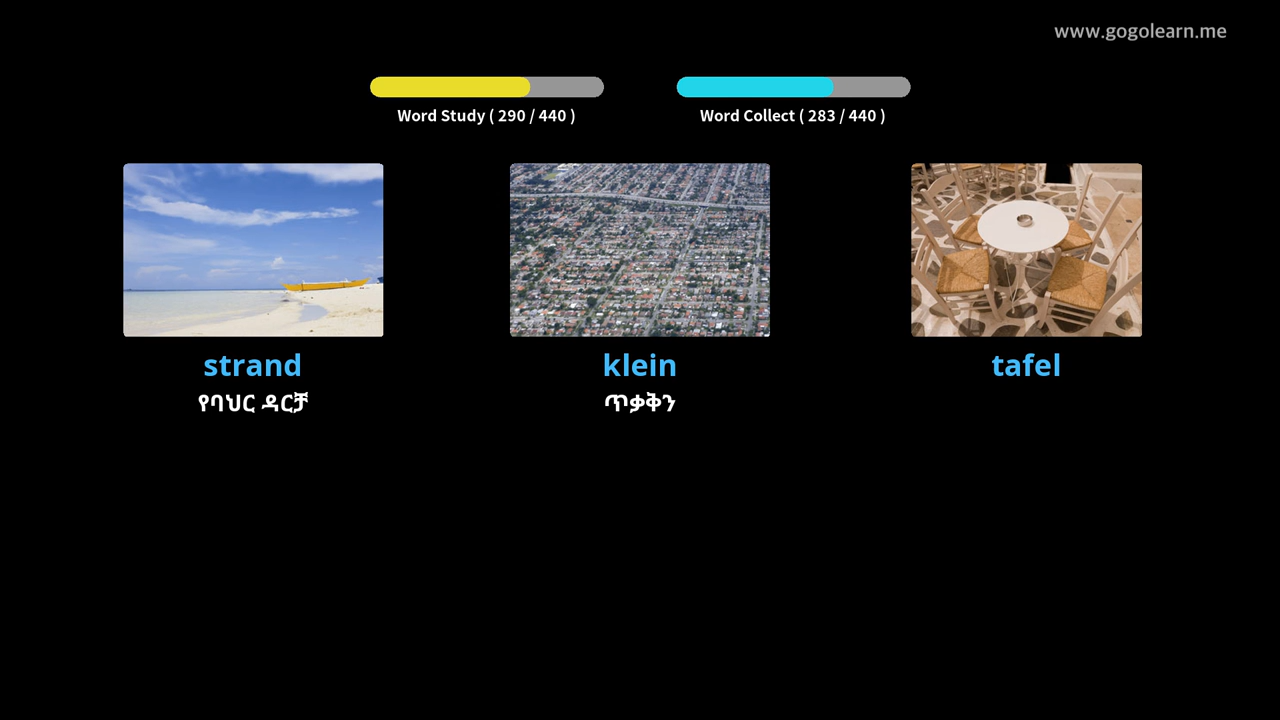 www.gogolearn.me
Word Study ( 290 / 440 )
Word Collect ( 283 / 440 )
strand
klein
tafel
የባህር ዳርቻ
ጥቃቅን